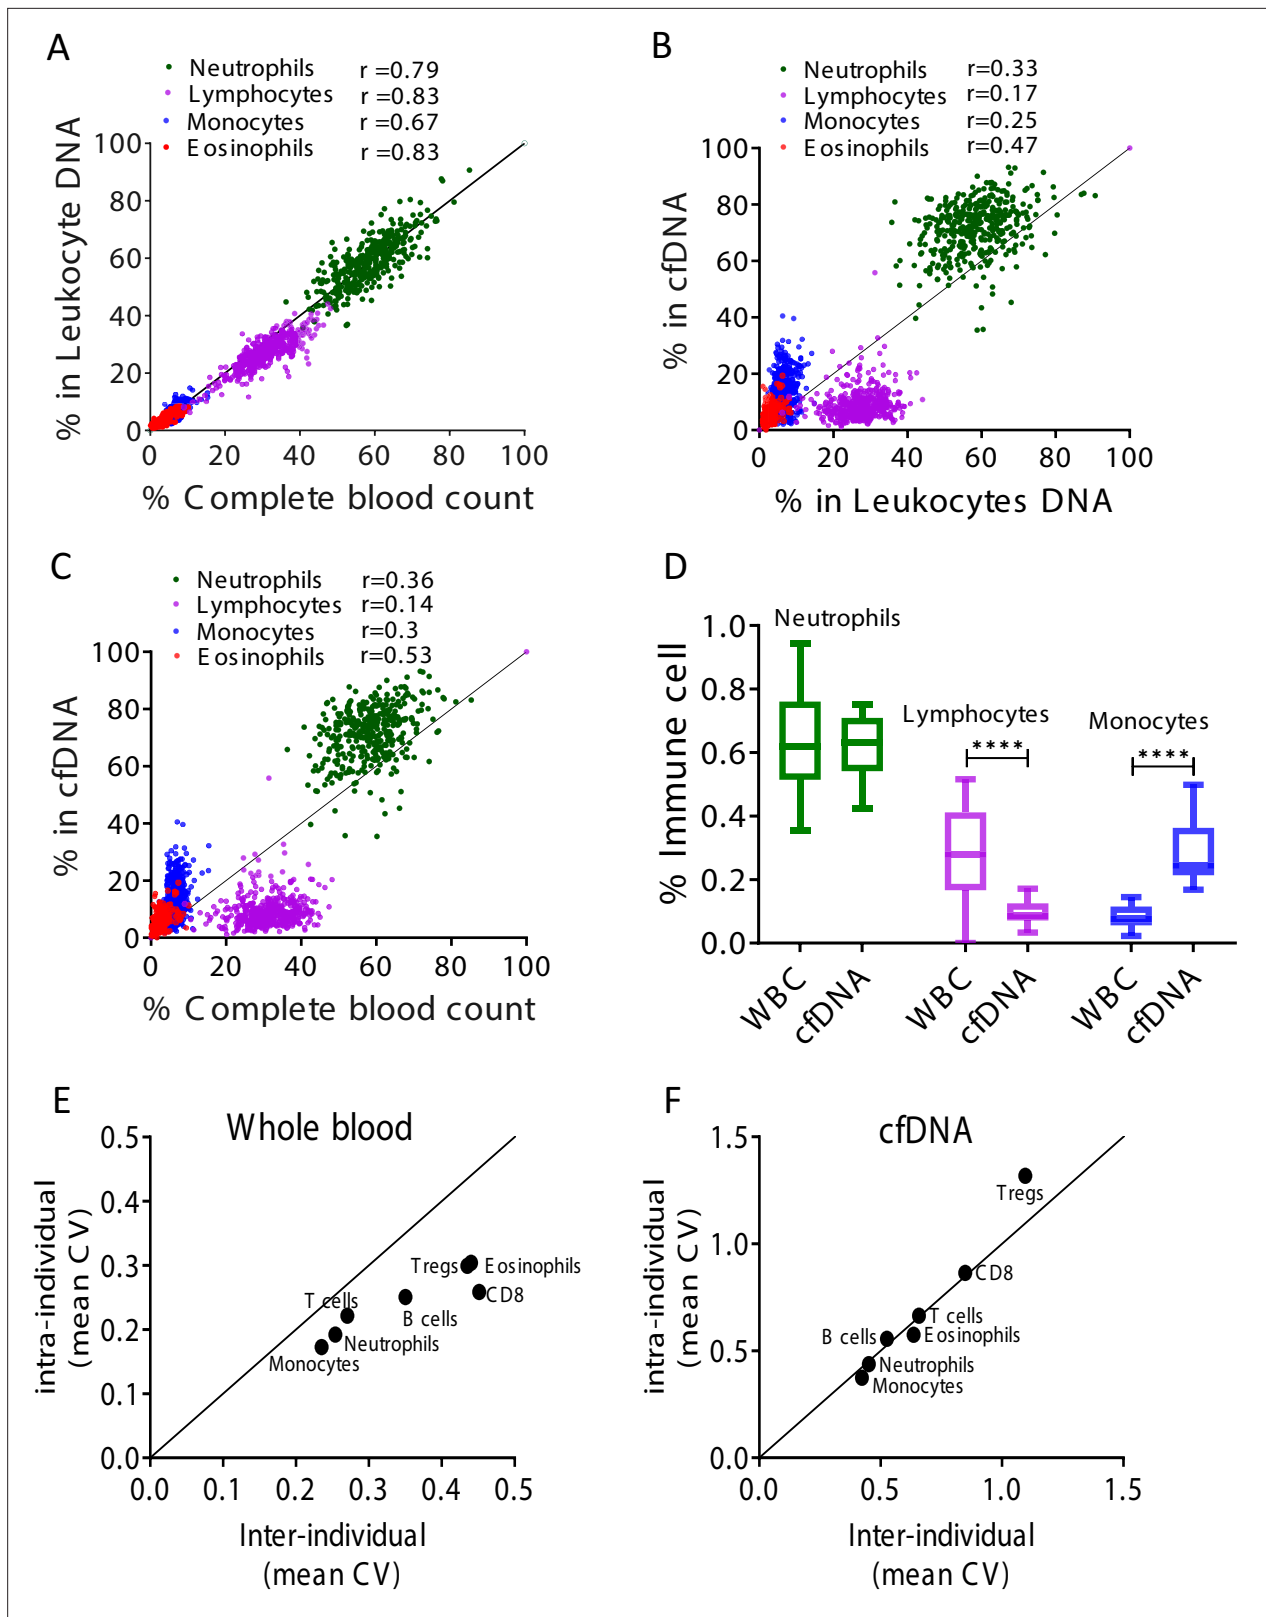 A
Neutrophils r =0.79
Lymphocytes r =0.83
Monocytes r =0.67
Eosinophils r =0.83
% in Leukocyte DNA
100
80
60
40
20
0
0 20 40 60 80 100
% Complete blood count
B
Neutrophils r=0.33
Lymphocytes r=0.17
Monocytes r=0.25
Eosinophils r=0.47
% in cfDNA
100
80
60
40
20
0
0 20 40 60 80 100
% in Leukocytes DNA
C
Neutrophils r=0.36
Lymphocytes r=0.14
Monocytes r=0.3
Eosinophils r=0.53
% in cfDNA
100
80
60
40
20
0
0 20 40 60 80 100
% Complete blood count
D
Neutrophils
Lymphocytes
Monocytes
****
****
% Immune cell
1.0
0.8
0.6
0.4
0.2
0.0
WBC cfDNA WBC cfDNA WBC cfDNA
E
Whole blood
intra-individual
(mean CV)
0.5
0.4
0.3
0.2
0.1
0.0
Tregs Eosinophils
T cells CD8
B cells
Neutrophils
Monocytes
0.0 0.1 0.2 0.3 0.4 0.5
Inter-individual
(mean CV)
F
cfDNA
intra-individual
(mean CV)
1.5
1.0
0.5
0.0
Tregs
CD8
T cells
B cells Eosinophils
Neutrophils
Monocytes
0.0 0.5 1.0 1.5
Inter-individual
(mean CV)